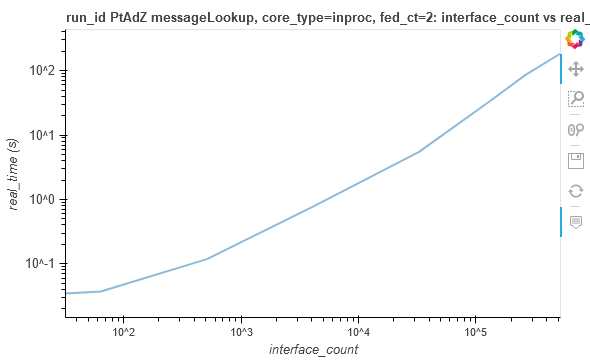 run_id PtAdZ messageLookup, core_type=inproc, fed_ct=2: interface_count vs real_
10^2
10^1
10^0
10^-1
real_time (s)
10^2
10^3
10^4
10^5
interface_count